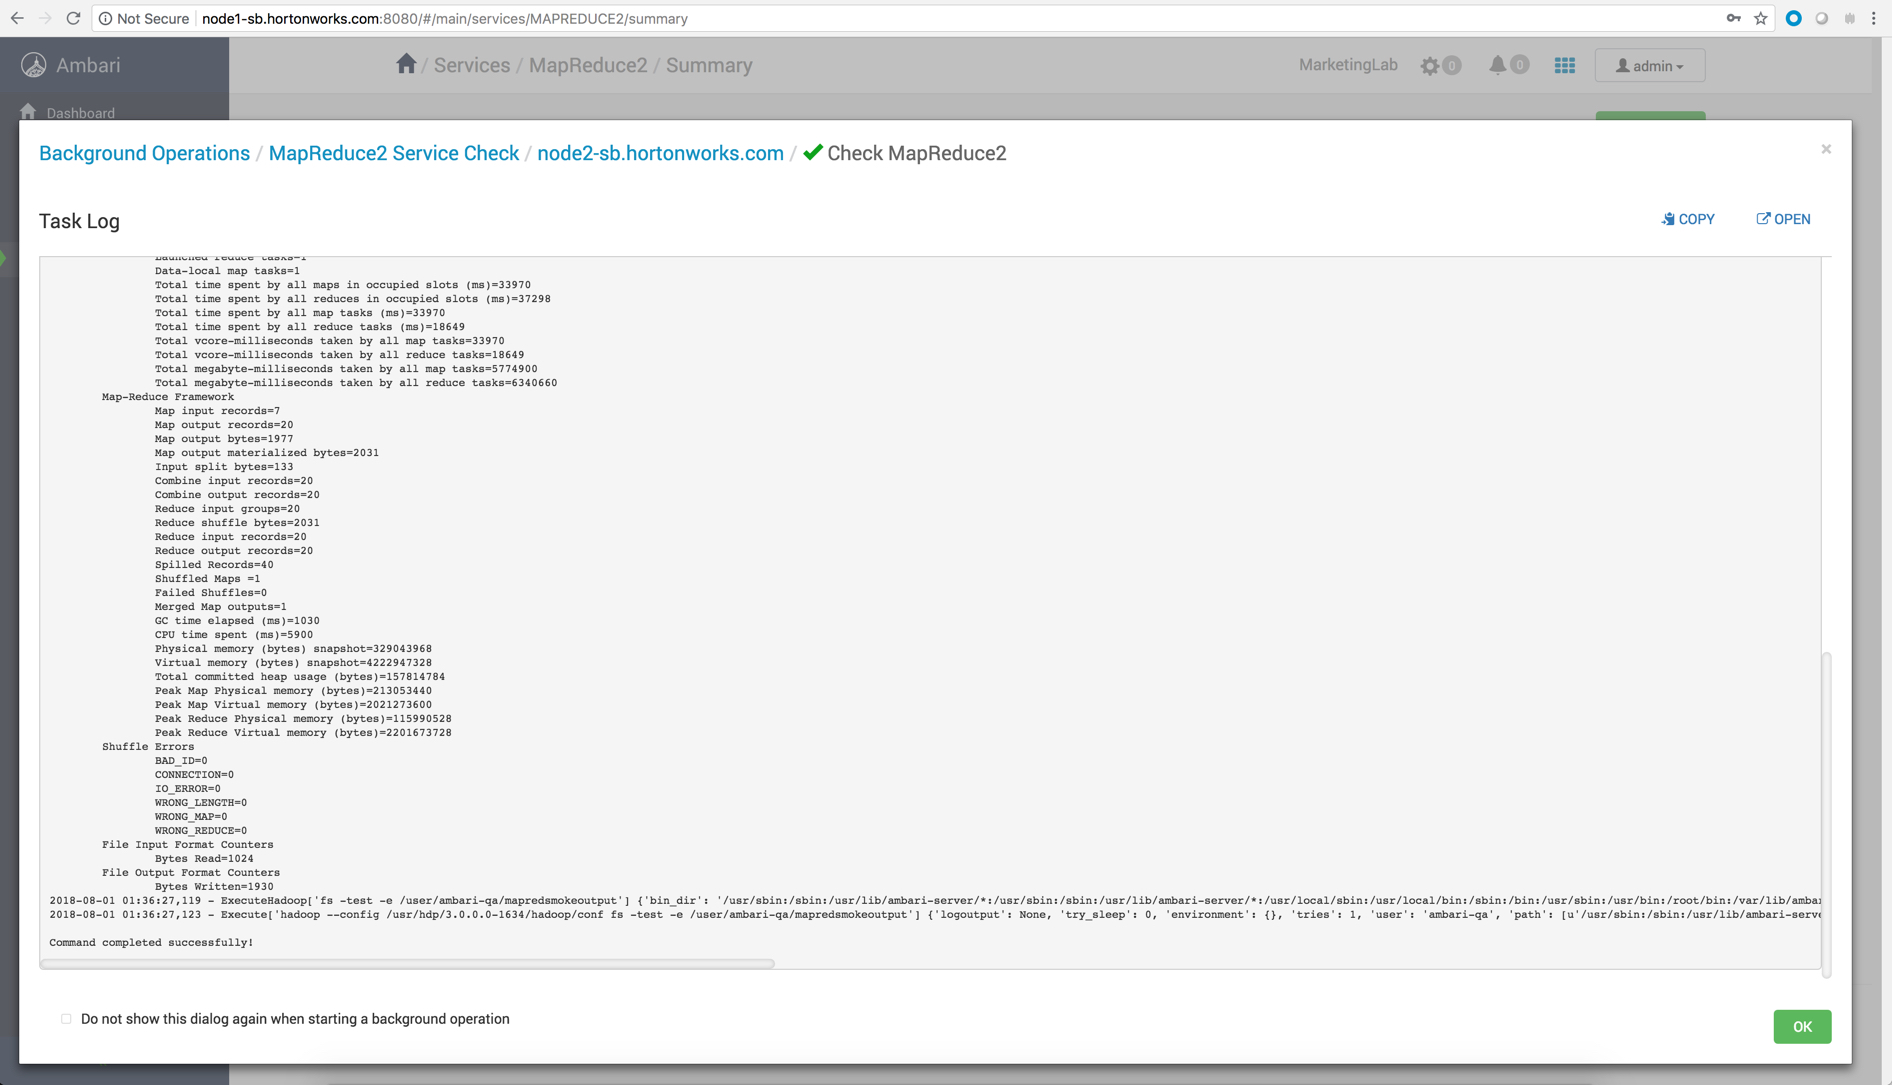 Not Secure | node1-sb.hortonworks.com:8080/#/main/services/MAPREDUCE2/summary
Ambari
/ Services / MapReduce2 / Summary
MarketingLab
0
0
admin
Dashboard
Background Operations / MapReduce2 Service Check / node2-sb.hortonworks.com / Check MapReduce2
×
Task Log
COPY
OPEN
Launched reduce tasks=1
Data-local map tasks=1
Total time spent by all maps in occupied slots (ms)=33970
Total time spent by all reduces in occupied slots (ms)=37298
Total time spent by all map tasks (ms)=33970
Total time spent by all reduce tasks (ms)=18649
Total vcore-milliseconds taken by all map tasks=33970
Total vcore-milliseconds taken by all reduce tasks=18649
Total megabyte-milliseconds taken by all map tasks=5774900
Total megabyte-milliseconds taken by all reduce tasks=6340660
Map-Reduce Framework
Map input records=7
Map output records=20
Map output bytes=1977
Map output materialized bytes=2031
Input split bytes=133
Combine input records=20
Combine output records=20
Reduce input groups=20
Reduce shuffle bytes=2031
Reduce input records=20
Reduce output records=20
Spilled Records=40
Shuffled Maps =1
Failed Shuffles=0
Merged Map outputs=1
GC time elapsed (ms)=1030
CPU time spent (ms)=5900
Physical memory (bytes) snapshot=329043968
Virtual memory (bytes) snapshot=4222947328
Total committed heap usage (bytes)=157814784
Peak Map Physical memory (bytes)=213053440
Peak Map Virtual memory (bytes)=2021273600
Peak Reduce Physical memory (bytes)=115990528
Peak Reduce Virtual memory (bytes)=2201673728
Shuffle Errors
BAD_ID=0
CONNECTION=0
IO_ERROR=0
WRONG_LENGTH=0
WRONG_MAP=0
WRONG_REDUCE=0
File Input Format Counters
Bytes Read=1024
File Output Format Counters
Bytes Written=1930
2018-08-01 01:36:27,119 - ExecuteHadoop['fs -test -e /user/ambari-qa/mapredsmokeoutput'] {'bin_dir': '/usr/sbin:/sbin:/usr/lib/ambari-server/*:/usr/sbin:/sbin:/usr/lib/ambari-server/*:/usr/local/sbin:/usr/local/bin:/sbin:/bin:/usr/sbin:/usr/bin:/root/bin:/var/lib/amba
2018-08-01 01:36:27,123 - Execute['hadoop --config /usr/hdp/3.0.0.0-1634/hadoop/conf fs -test -e /user/ambari-qa/mapredsmokeoutput'] {'logoutput': None, 'try_sleep': 0, 'environment': {}, 'tries': 1, 'user': 'ambari-qa', 'path': [u'/usr/sbin:/sbin:/usr/lib/ambari-serve
Command completed successfully!
Do not show this dialog again when starting a background operation
OK